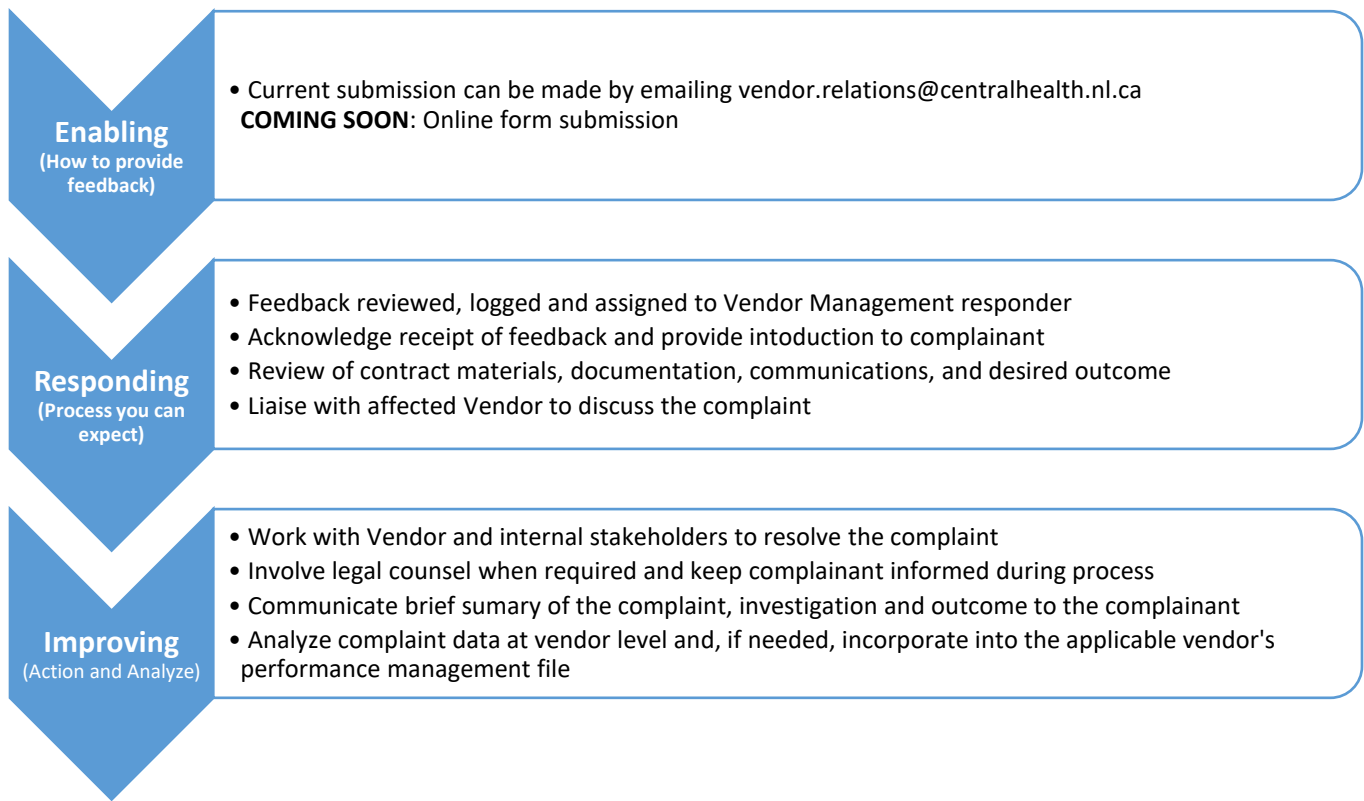 Enabling
(How to provide
feedback)
• Current submission can be made by emailing vendor.relations@centralhealth.nl.ca
COMING SOON: Online form submission
Responding
(Process you can
expect)
• Feedback reviewed, logged and assigned to Vendor Management responder
• Acknowledge receipt of feedback and provide intoduction to complainant
• Review of contract materials, documentation, communications, and desired outcome
• Liaise with affected Vendor to discuss the complaint
Improving
(Action and Analyze)
• Work with Vendor and internal stakeholders to resolve the complaint
• Involve legal counsel when required and keep complainant informed during process
• Communicate brief sumary of the complaint, investigation and outcome to the complainant
• Analyze complaint data at vendor level and, if needed, incorporate into the applicable vendor's
performance management file